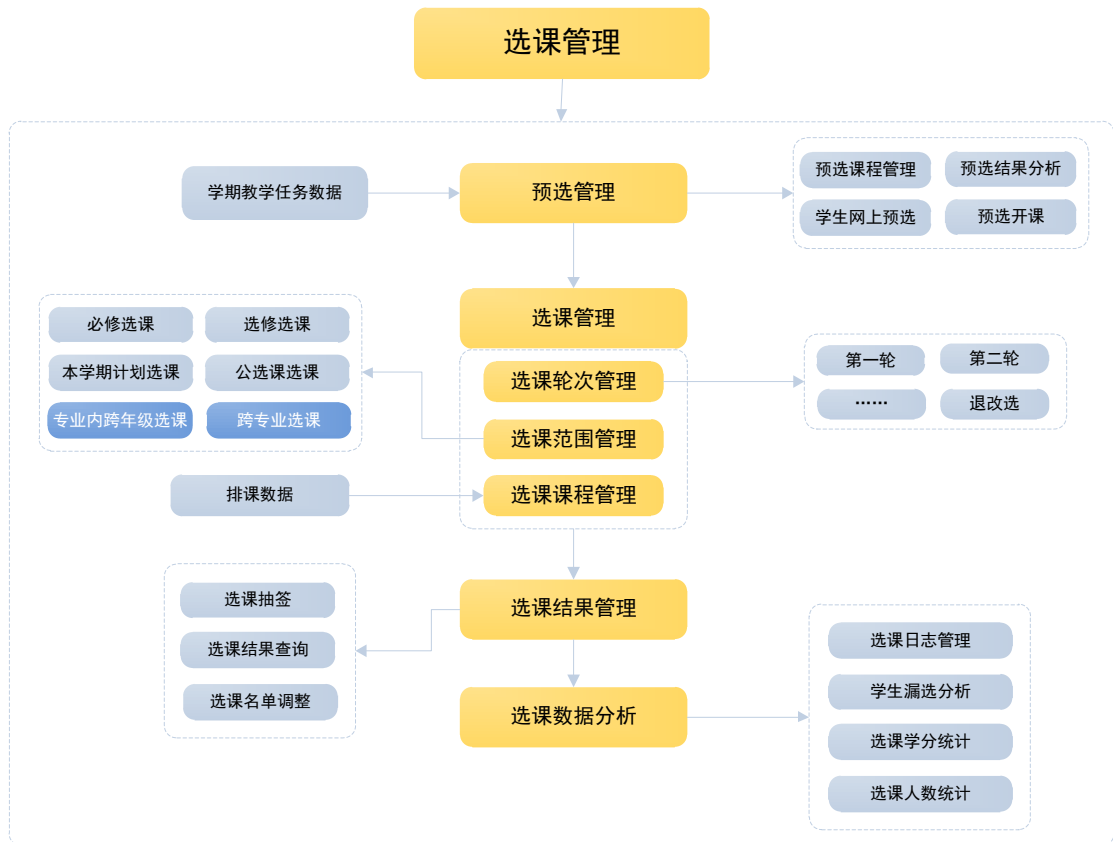 选课管理
学期教学任务数据
预选管理
预选课程管理
预选结果分析
学生网上预选
预选开课
选课管理
必修选课
选修选课
本学期计划选课
公选课选课
专业内跨年级选课
跨专业选课
选课轮次管理
选课范围管理
选课课程管理
第一轮
第二轮
……
退改选
排课数据
选课结果管理
选课抽签
选课结果查询
选课名单调整
选课数据分析
选课日志管理
学生漏选分析
选课学分统计
选课人数统计